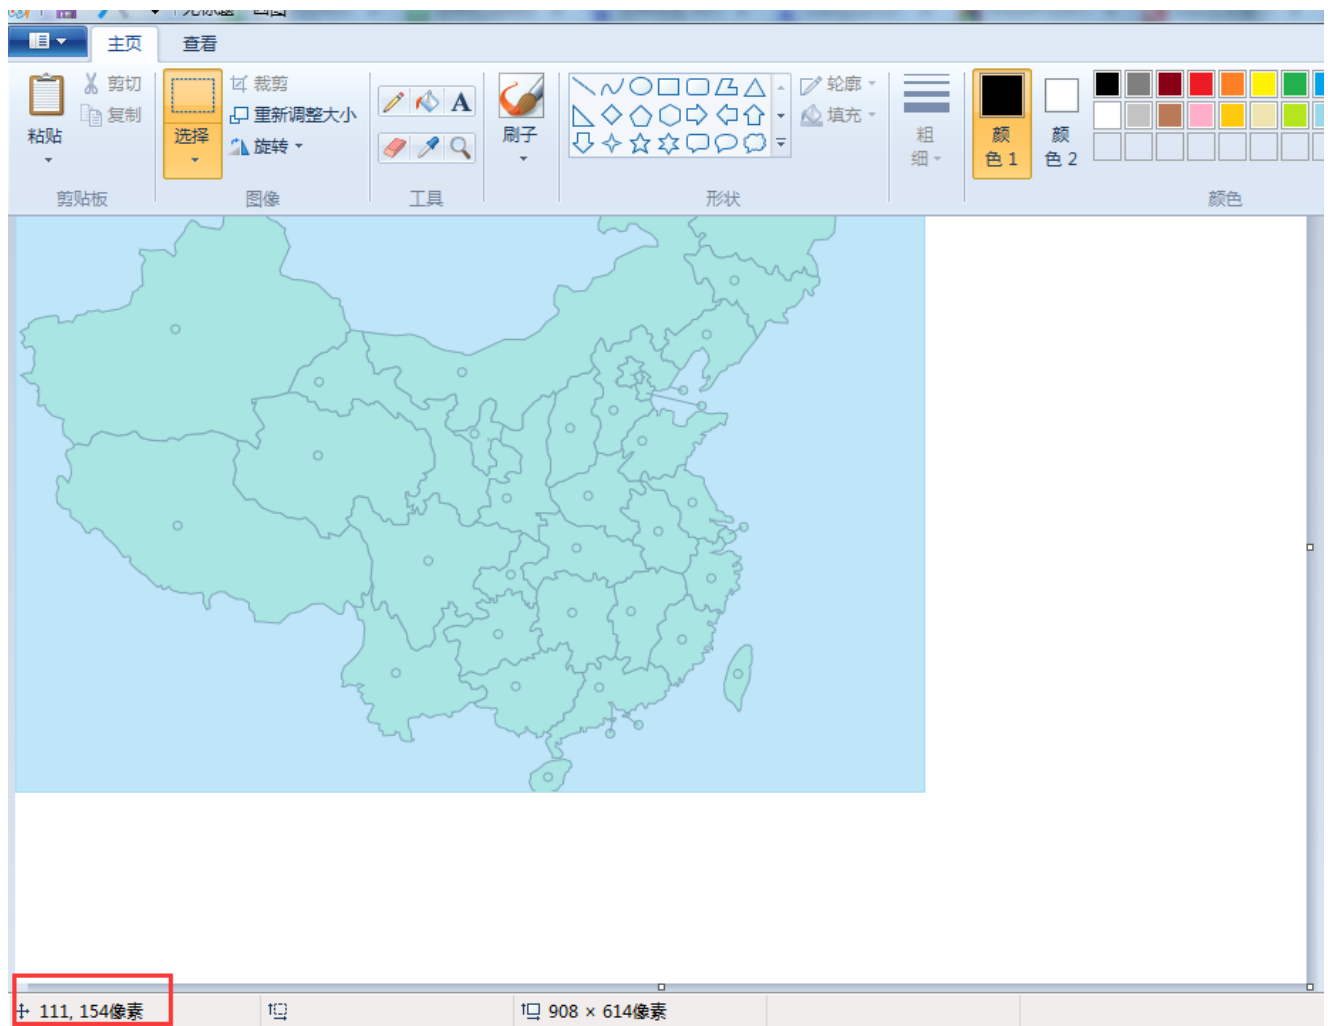 主页 查看
剪切
复制
粘贴
剪贴板
选择
裁剪
重新调整大小
旋转
图像
A
工具
刷子
轮廓
填充
形状
粗
细
颜
色 1
颜
色 2
颜色
111, 154像素
908 × 614像素